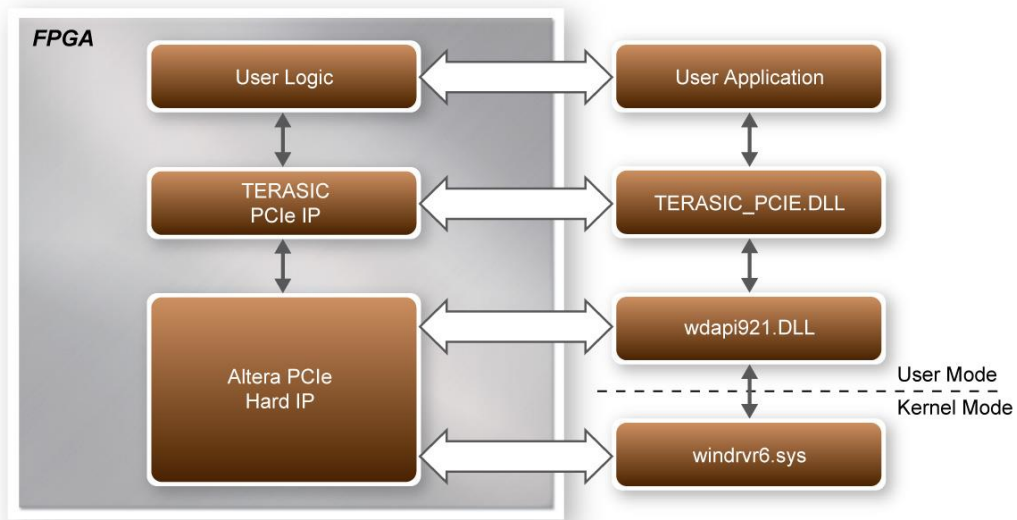 FPGA
User Logic
User Application
TERASIC
PCIe IP
TERASIC_PCIE.DLL
Altera PCIe
Hard IP
wdapi921.DLL
User Mode
Kernel Mode
windrvr6.sys